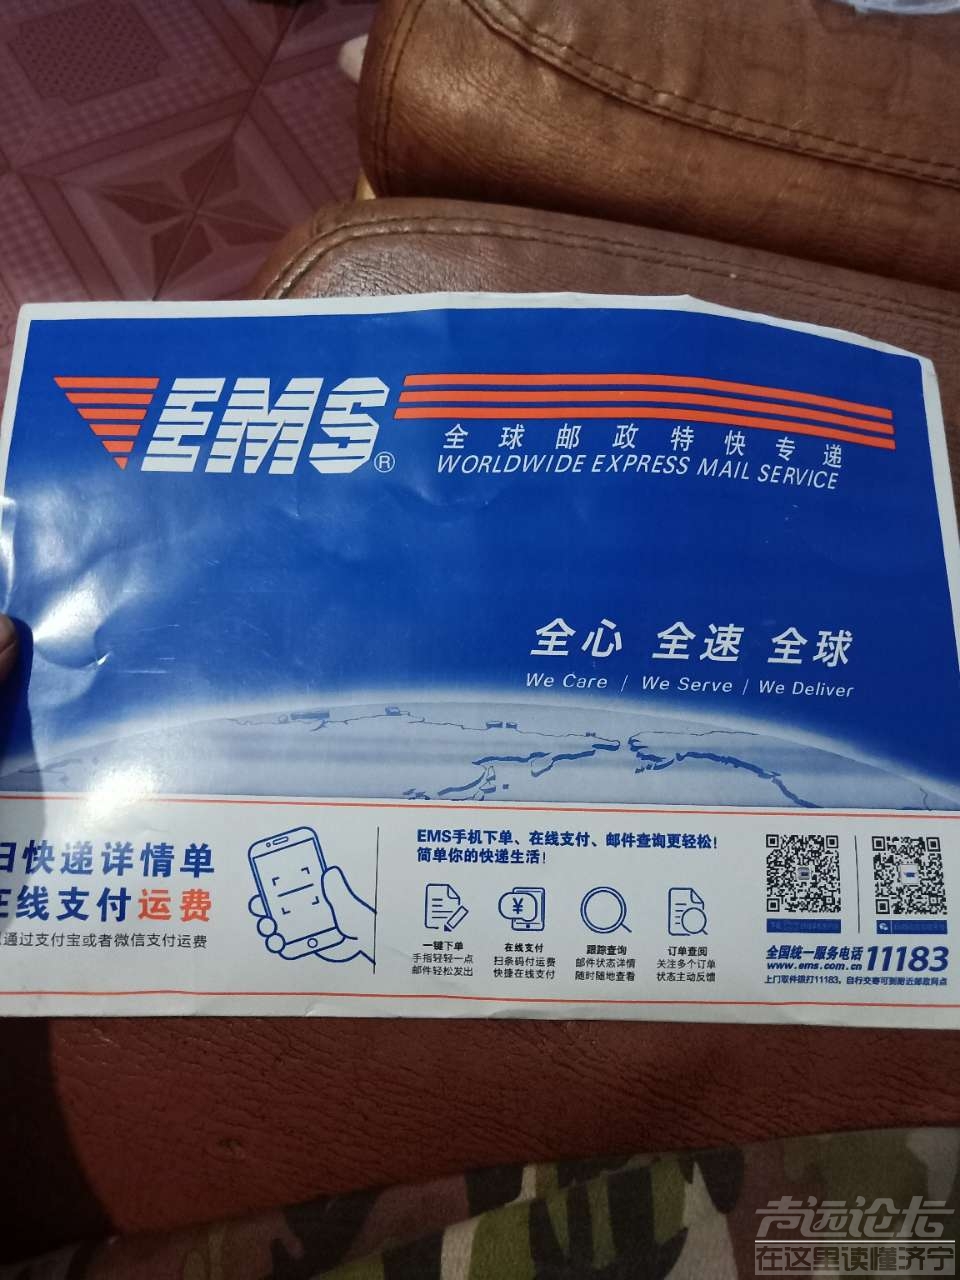 EMS®
全球邮政特快专递
WORLDWIDE EXPRESS MAIL SERVICE
全心 全速 全球
We Care / We Serve / We Deliver
快递详情单
线支付运费
通过支付宝或者微信支付运费
EMS手机下单、在线支付、邮件查询更轻松！
简单你的快递生活！
一键下单
手指轻轻一点
邮件轻松发出
¥
在线支付
扫条码付运费
快捷在线支付
跟踪查询
邮件状态详情
随时随地查看
订单查阅
关注多个订单
状态主动反馈
全国统一服务电话 11183
www.ems.com.cn
上门取件拨打11183，自行交寄可到附近邮政网点
声远论坛
在这里读懂济宁